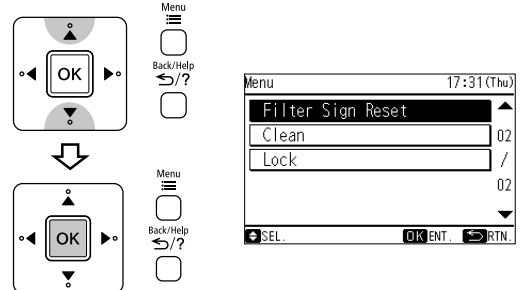 Menu
OK
Back/Help
/?
Menu
OK
Back/Help
/?
Menu 17:31(Thu)
Filter Sign Reset
Clean 02
Lock /
02
SEL. OK ENT. RTN.